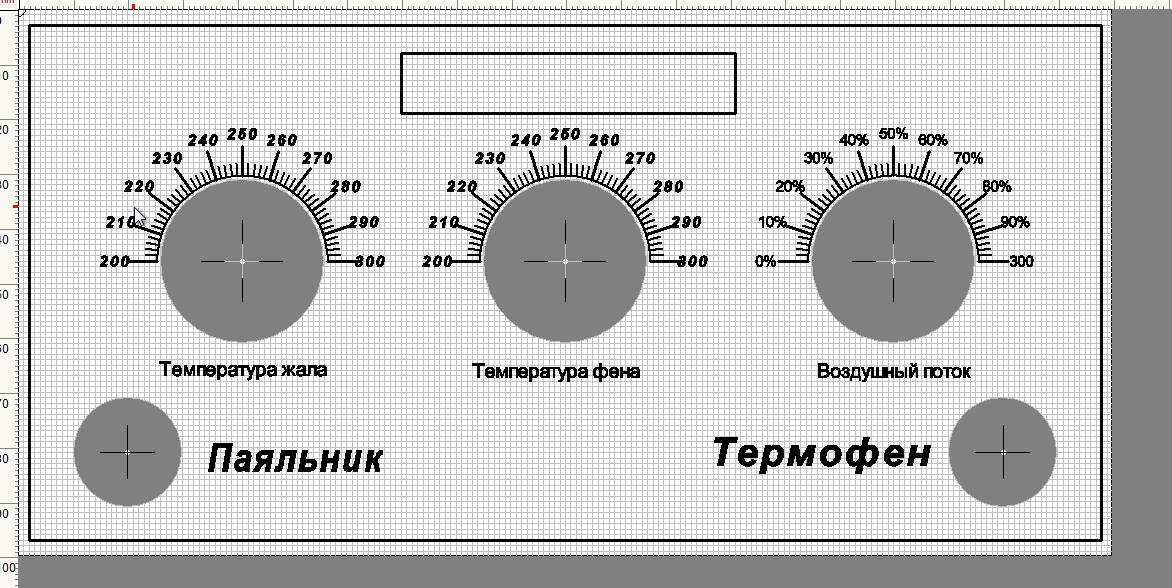 250 250 50%
240 260 240 260 40% 60%
230 270 230 270 30% 70%
220 280 220 280 20% 80%
210 290 210 290 10% 90%
200 300 200 300 0% 300
Температура жала Температура фена Воздушный поток
Паяльник Термофен